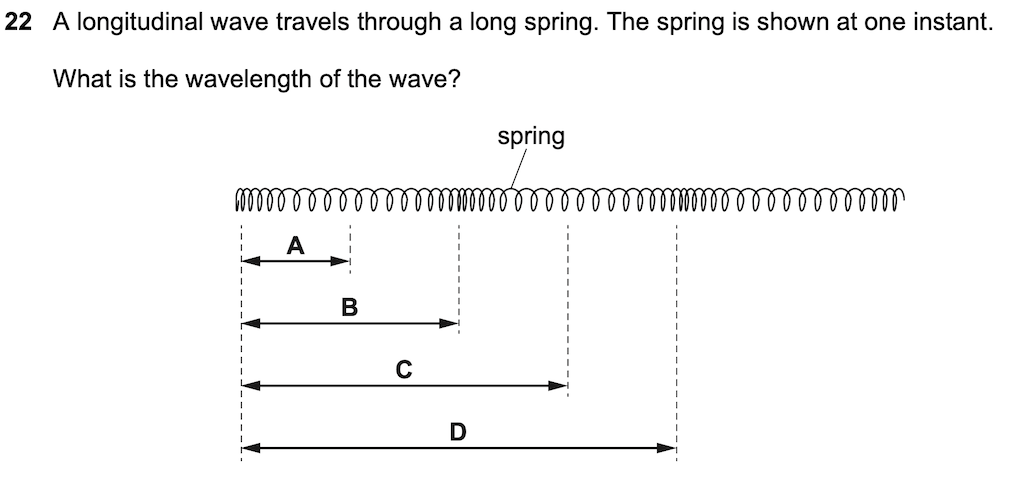 22 A longitudinal wave travels through a long spring. The spring is shown at one instant.
What is the wavelength of the wave?
spring
A
B
C
D